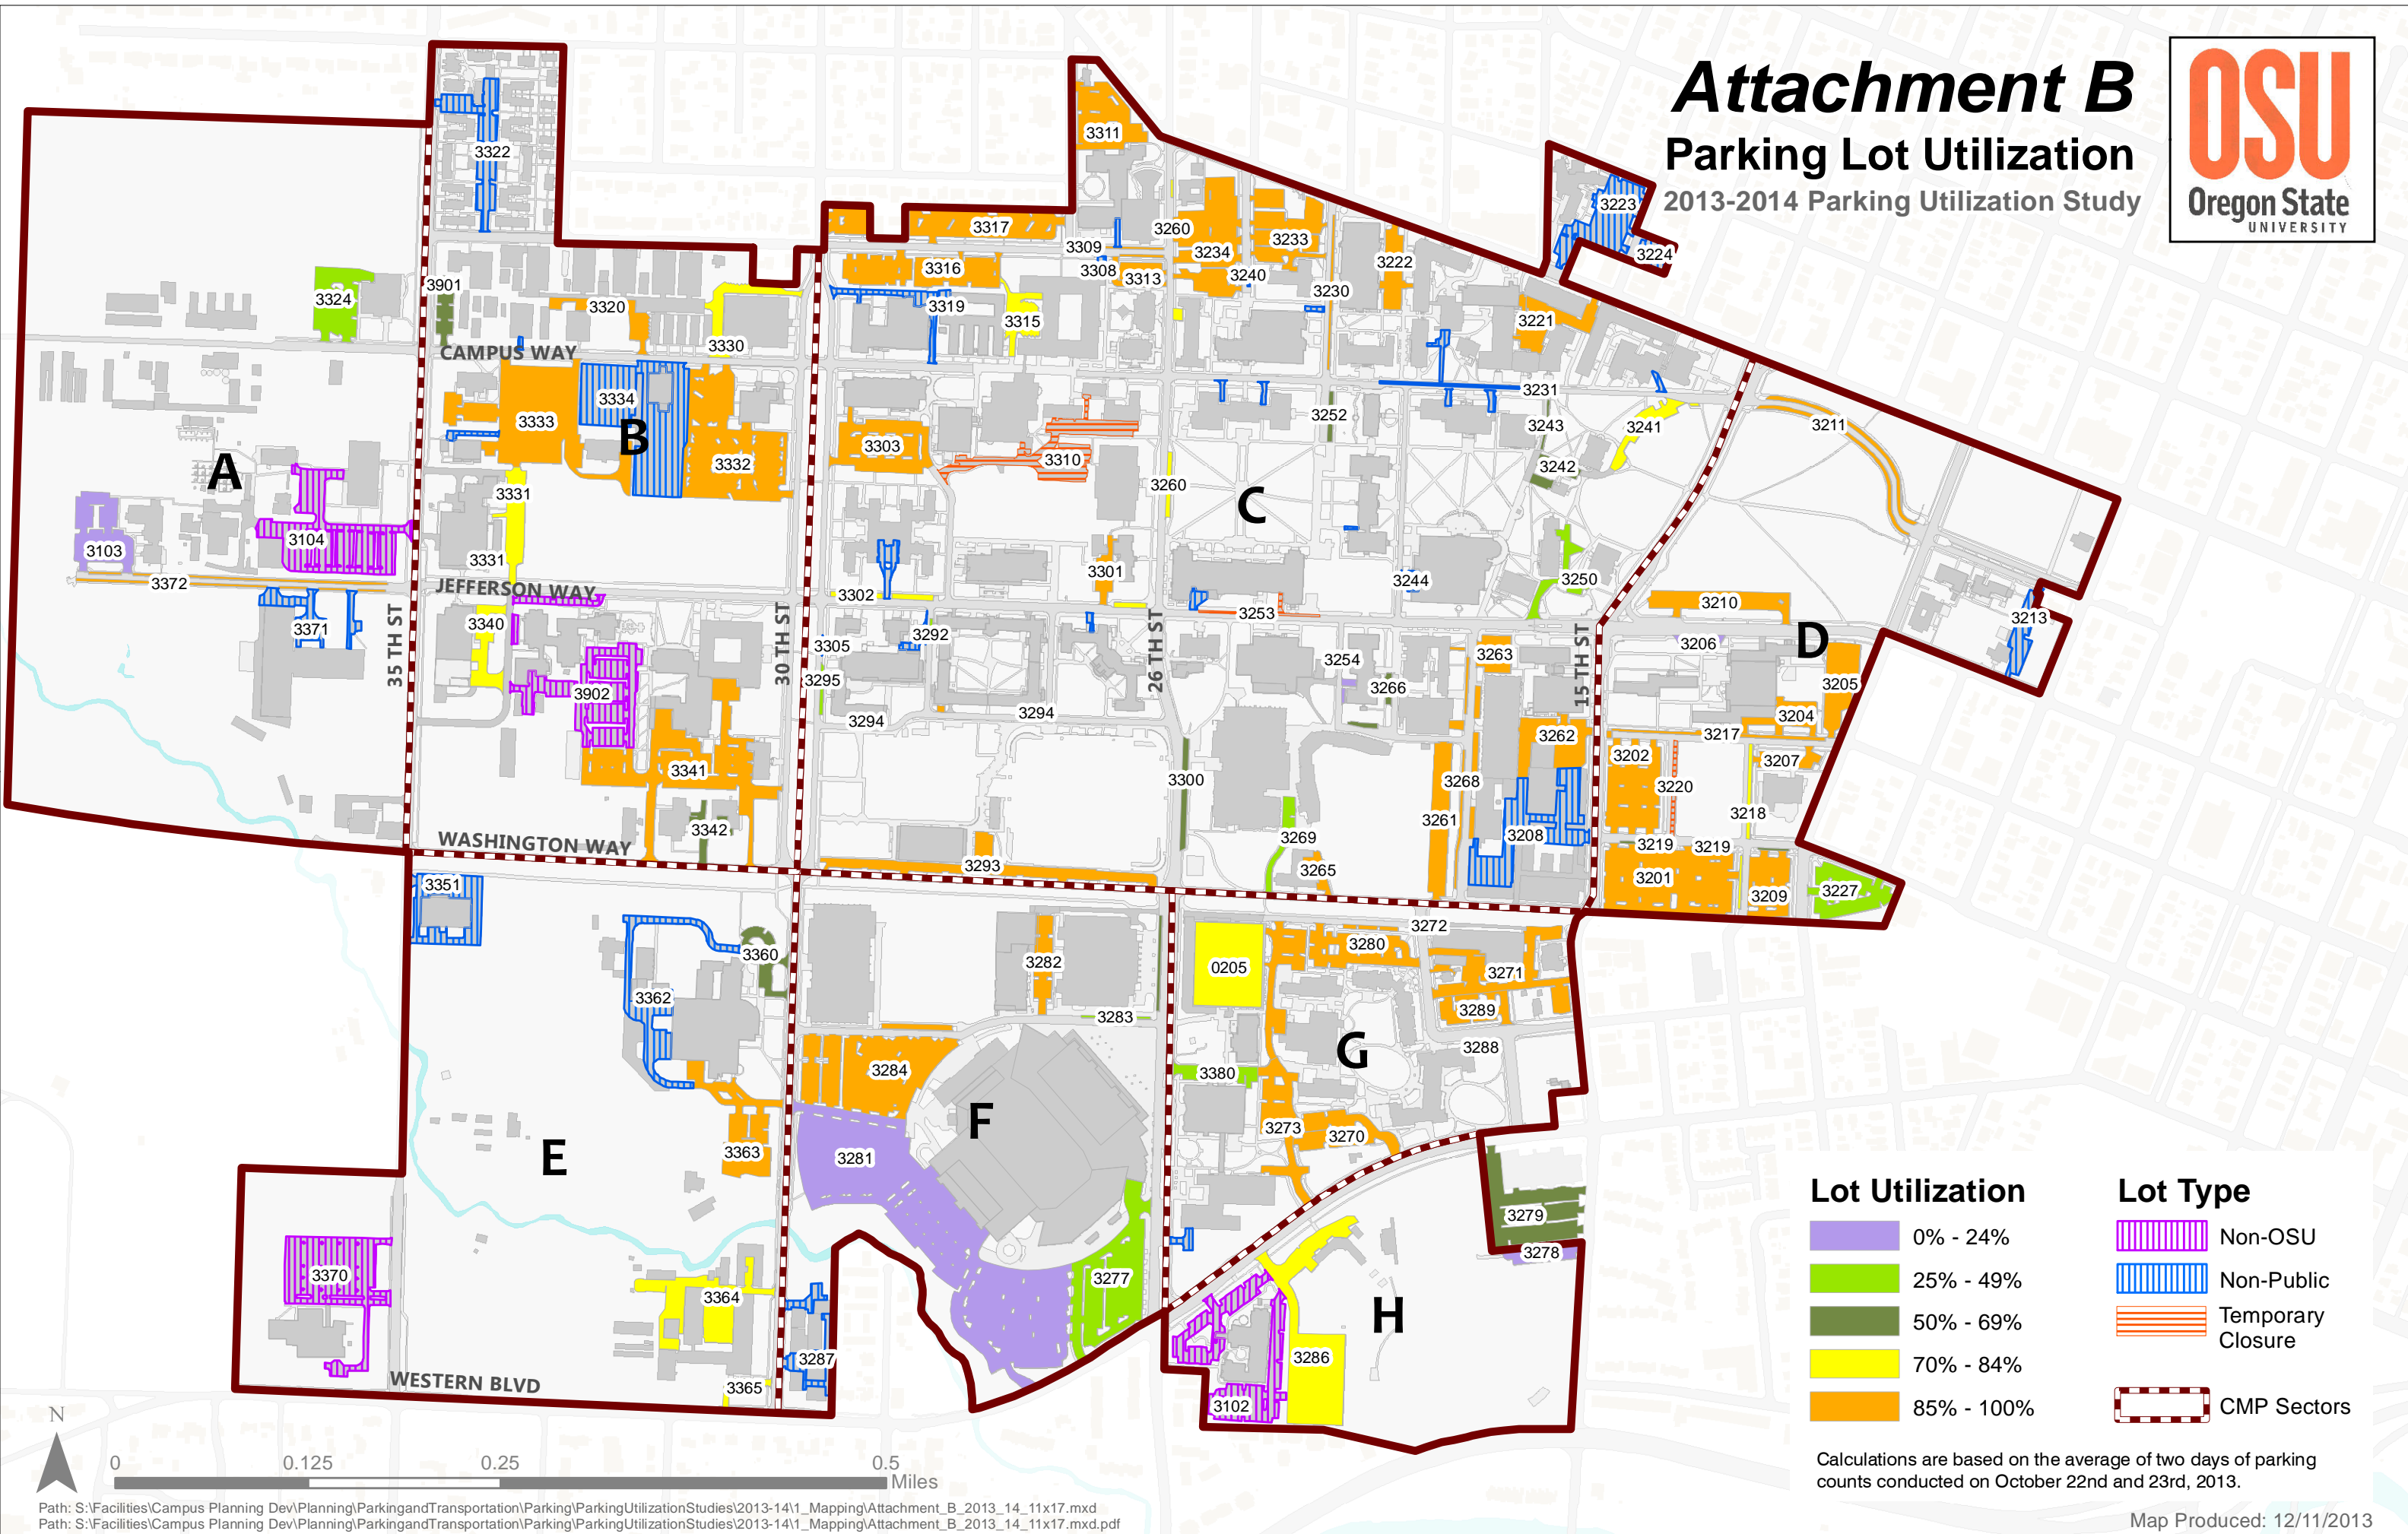 Attachment B
Parking Lot Utilization
2013-2014 Parking Utilization Study
OSU
Oregon State
UNIVERSITY
3322
3311
3223
3224
3317
3309
3260
3234
3233
3222
3308
3313
3240
3230
3316
3319
3315
3221
3324
3901
3320
3330
CAMPUS WAY
3334
3333
B
3332
3303
3310
3252
3231
3243
3241
3242
3211
A
3331
3260
C
3103
3104
3331
3301
3244
3250
3372
JEFFERSON WAY
3302
3253
3210
3213
3371
35 TH ST
3340
30 TH ST
3305
3292
26 TH ST
3254
3263
15 TH ST
3206
D
3902
3295
3266
3205
3294
3294
3204
3262
3217
3341
3300
3268
3202
3207
3220
3342
3261
3218
3269
3208
WASHINGTON WAY
3293
3265
3219
3219
3351
3201
3209
3227
3360
3282
0205
3280
3272
3271
3362
3283
3289
G
3288
3284
3380
F
3273
3270
3363
3281
E
3279
3278
3370
3364
3277
H
3287
3286
3365
3102
WESTERN BLVD
Lot Utilization
0% - 24%
25% - 49%
50% - 69%
70% - 84%
85% - 100%
Lot Type
Non-OSU
Non-Public
Temporary
Closure
CMP Sectors
Calculations are based on the average of two days of parking
counts conducted on October 22nd and 23rd, 2013.
N
0 0.125 0.25 0.5
Miles
Path: S:\Facilities\Campus Planning Dev\Planning\ParkingandTransportation\Parking\ParkingUtilizationStudies\2013-14\1_Mapping\Attachment_B_2013_14_11x17.mxd
Path: S:\Facilities\Campus Planning Dev\Planning\ParkingandTransportation\Parking\ParkingUtilizationStudies\2013-14\1_Mapping\Attachment_B_2013_14_11x17.mxd.pdf
Map Produced: 12/11/2013